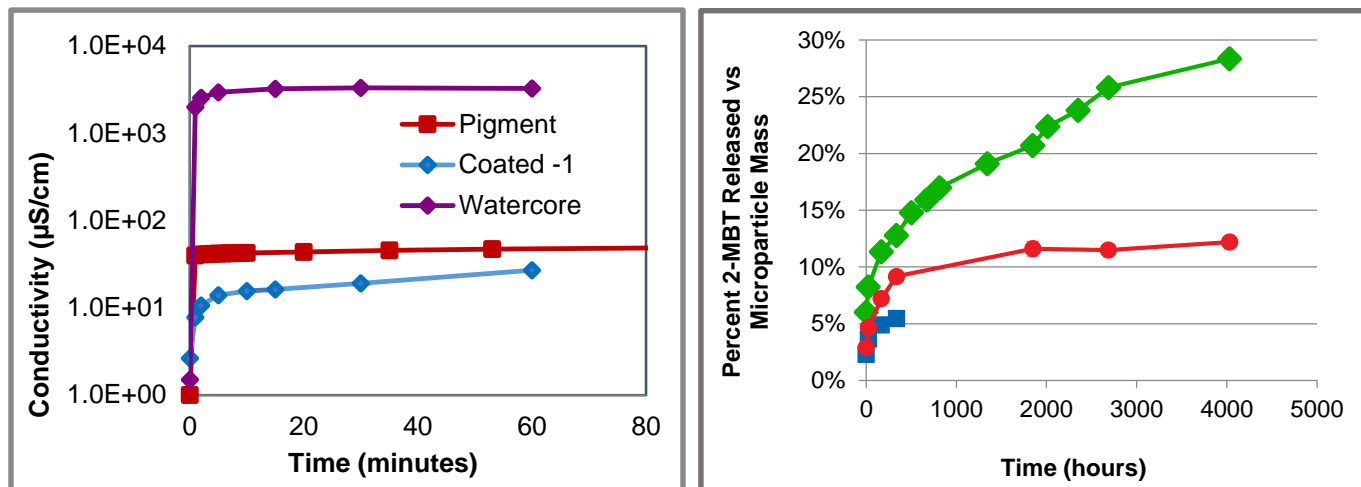 1.0E+04
1.0E+03
1.0E+02
1.0E+01
1.0E+00
Conductivity (µS/cm)
Pigment
Coated -1
Watercore
0
20
40
60
80
Time (minutes)
30%
25%
20%
15%
10%
5%
0%
Percent 2-MBT Released vs
Microparticle Mass
0
1000
2000
3000
4000
5000
Time (hours)